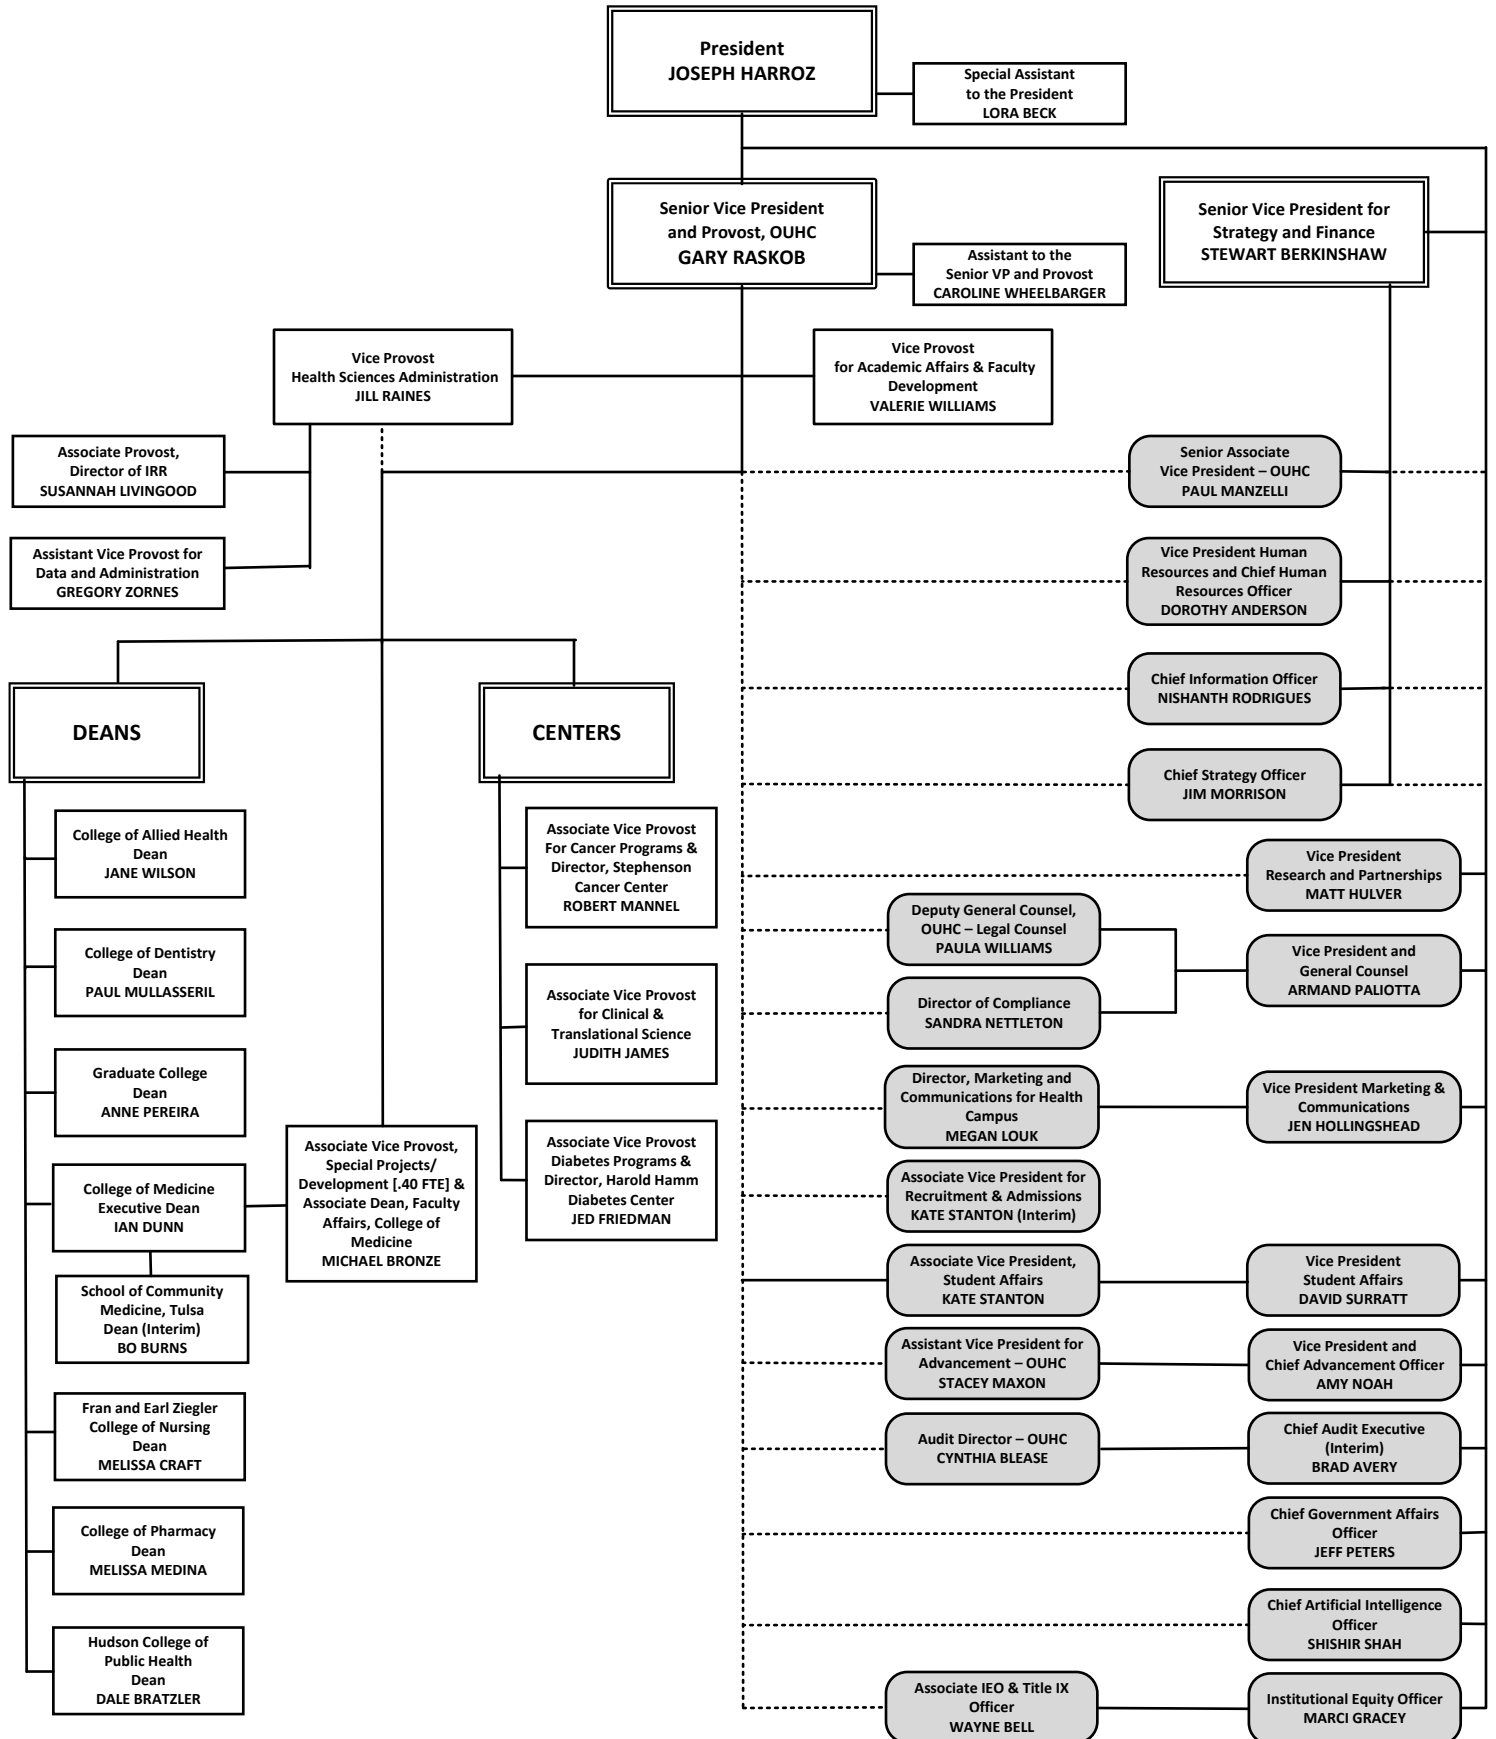 President
JOSEPH HARROZ
Special Assistant
to the President
LORA BECK
Senior Vice President
and Provost, OUHC
GARY RASKOB
Senior Vice President for
Strategy and Finance
STEWART BERKINSHAW
Assistant to the
Senior VP and Provost
CAROLINE WHEELBARGER
Vice Provost
Health Sciences Administration
JILL RAINES
Vice Provost
for Academic Affairs & Faculty
Development
VALERIE WILLIAMS
Associate Provost,
Director of IRR
SUSANNAH LIVINGOOD
Senior Associate
Vice President – OUHC
PAUL MANZELLI
Assistant Vice Provost for
Data and Administration
GREGORY ZORNES
Vice President Human
Resources and Chief Human
Resources Officer
DOROTHY ANDERSON
Chief Information Officer
NISHANTH RODRIGUES
DEANS
CENTERS
Chief Strategy Officer
JIM MORRISON
College of Allied Health
Dean
JANE WILSON
Associate Vice Provost
For Cancer Programs &
Director, Stephenson
Cancer Center
ROBERT MANNEL
Vice President
Research and Partnerships
MATT HULVER
Deputy General Counsel,
OUHC – Legal Counsel
PAULA WILLIAMS
College of Dentistry
Dean
PAUL MULLASSERIL
Vice President and
General Counsel
ARMAND PALIOTTA
Associate Vice Provost
for Clinical &
Translational Science
JUDITH JAMES
Director of Compliance
SANDRA NETTLETON
Graduate College
Dean
ANNE PEREIRA
Director, Marketing and
Communications for Health
Campus
MEGAN LOUK
Vice President Marketing &
Communications
JEN HOLLINGSHEAD
Associate Vice Provost,
Special Projects/
Development [.40 FTE] &
Associate Dean, Faculty
Affairs, College of
Medicine
MICHAEL BRONZE
Associate Vice Provost
Diabetes Programs &
Director, Harold Hamm
Diabetes Center
JED FRIEDMAN
College of Medicine
Executive Dean
IAN DUNN
Associate Vice President for
Recruitment & Admissions
KATE STANTON (Interim)
School of Community
Medicine, Tulsa
Dean (Interim)
BO BURNS
Associate Vice President,
Student Affairs
KATE STANTON
Vice President
Student Affairs
DAVID SURRATT
Assistant Vice President for
Advancement – OUHC
STACEY MAXON
Vice President and
Chief Advancement Officer
AMY NOAH
Fran and Earl Ziegler
College of Nursing
Dean
MELISSA CRAFT
Audit Director – OUHC
CYNTHIA BLEASE
Chief Audit Executive
(Interim)
BRAD AVERY
College of Pharmacy
Dean
MELISSA MEDINA
Chief Government Affairs
Officer
JEFF PETERS
Chief Artificial Intelligence
Officer
SHISHIR SHAH
Hudson College of
Public Health
Dean
DALE BRATZLER
Associate IEO & Title IX
Officer
WAYNE BELL
Institutional Equity Officer
MARCI GRACEY